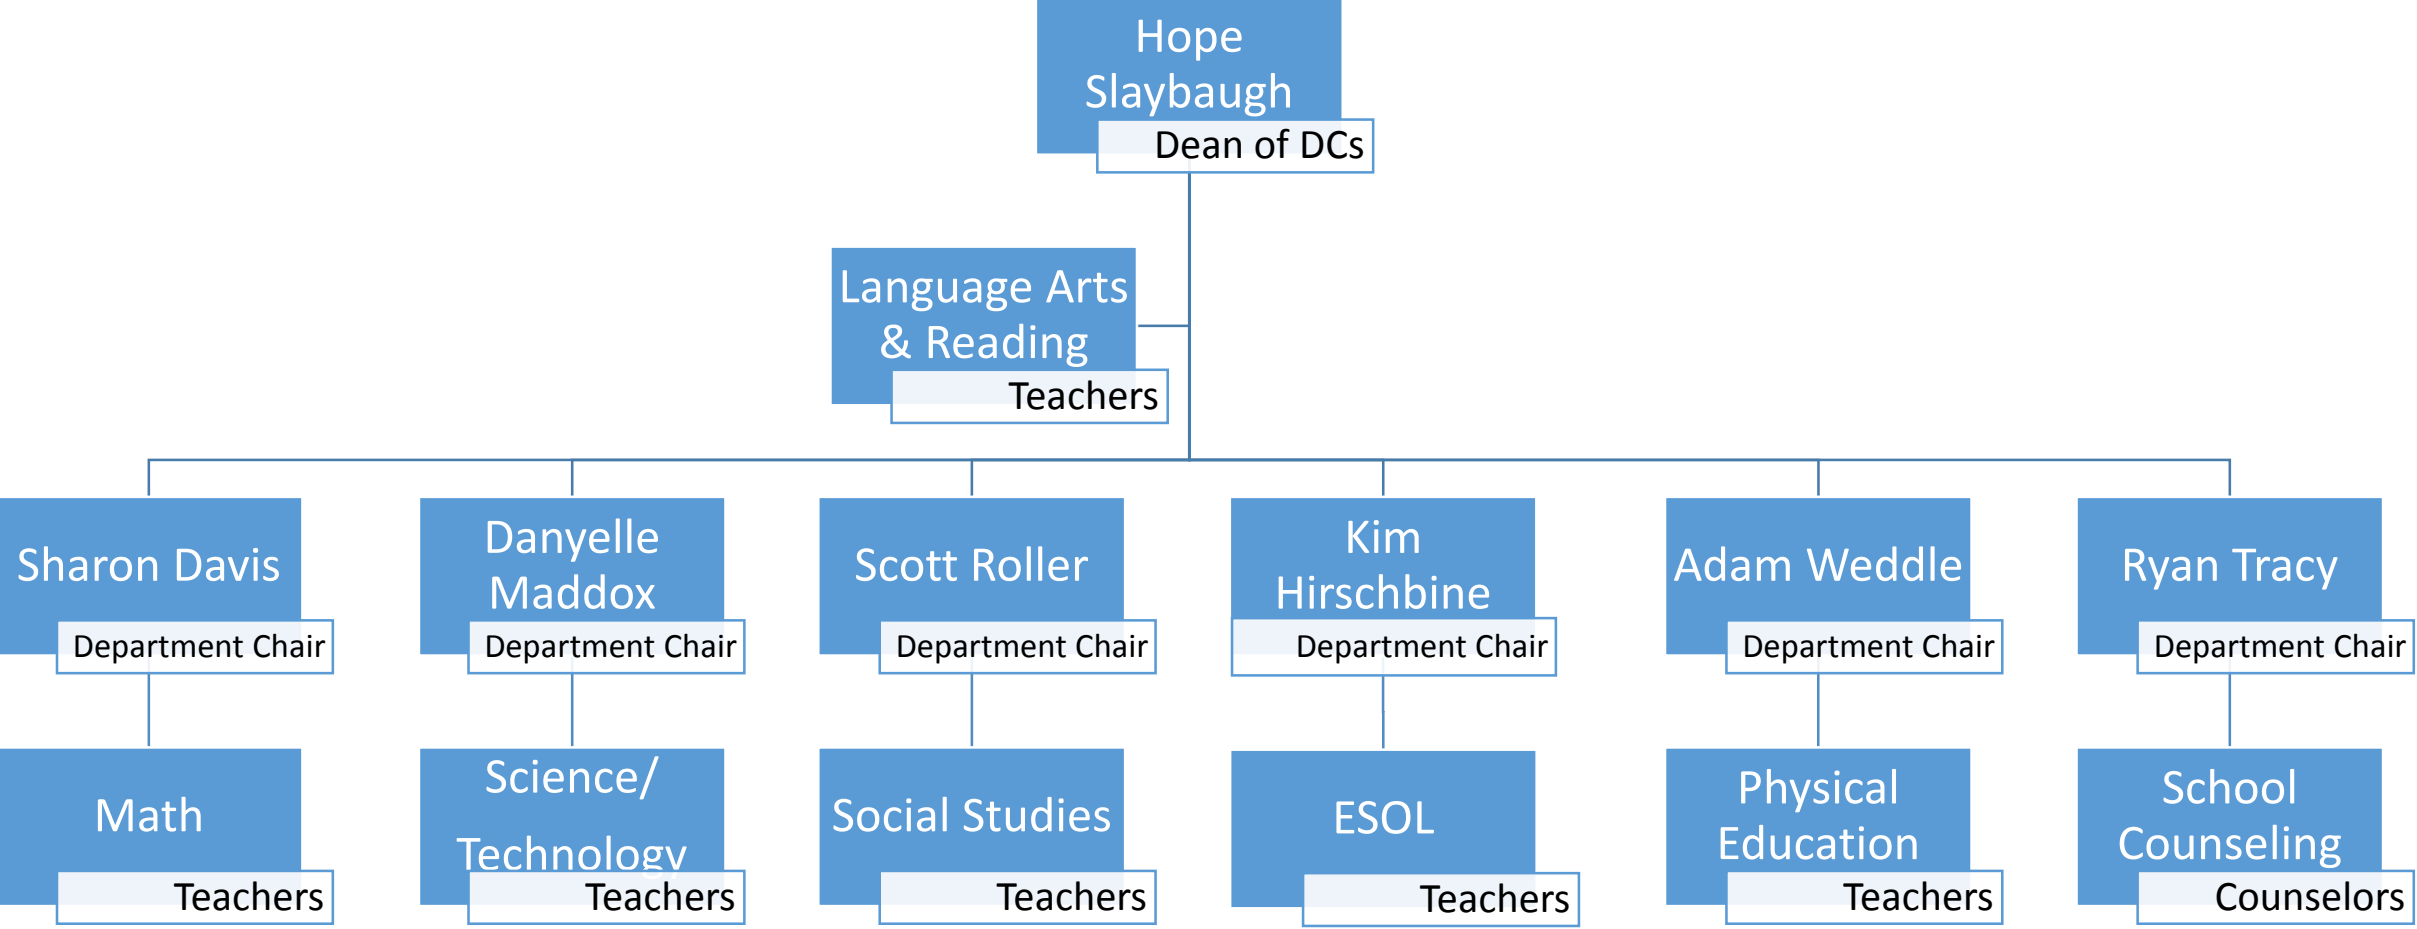 Hope
Slaybaugh
Dean of DCs
Language Arts
& Reading
Teachers
Sharon Davis
Department Chair
Danyelle
Maddox
Department Chair
Scott Roller
Department Chair
Kim
Hirschbine
Department Chair
Adam Weddle
Department Chair
Ryan Tracy
Department Chair
Math
Teachers
Science/
Technology
Teachers
Social Studies
Teachers
ESOL
Teachers
Physical
Education
Teachers
School
Counseling
Counselors